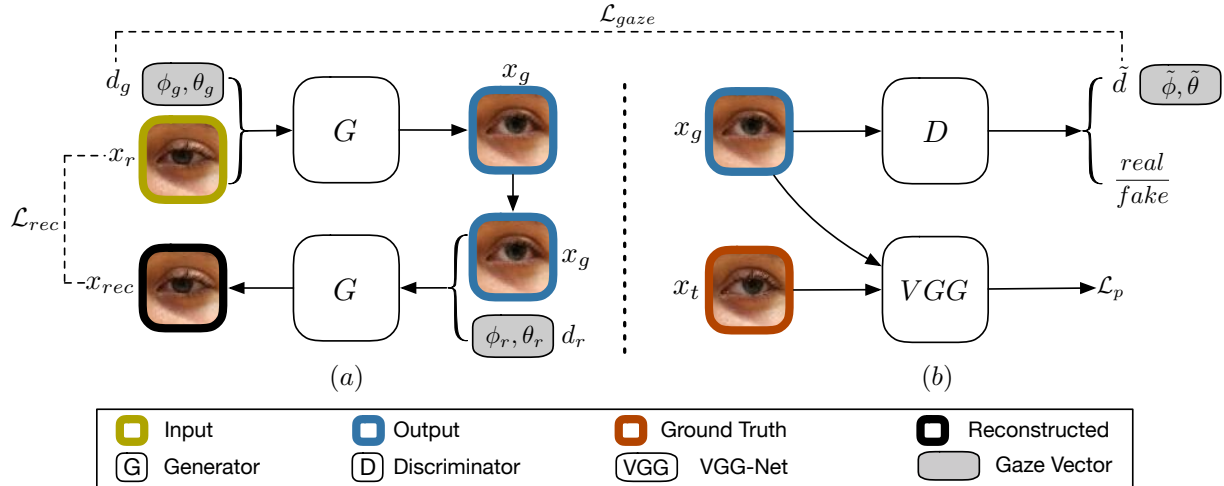 ℒ_gaze
d_g ϕ_g, θ_g
x_r
G
x_g
x_g
D
d̃ ϕ̃, θ̃
real
fake
ℒ_rec
x_rec
G
x_g
ϕ_r, θ_r d_r
x_t
VGG
ℒ_p
(a)
(b)
Input
Output
Ground Truth
Reconstructed
G Generator
D Discriminator
VGG VGG-Net
Gaze Vector